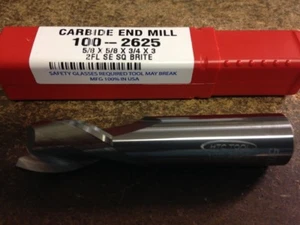 CARBIDE END MILL
100-2625
5/8 X 5/8 X 3/4 X 3
2FL SE SQ BRITE
SAFETY GLASSES REQUIRED TOOL MAY BREAK
MFG 100% IN USA